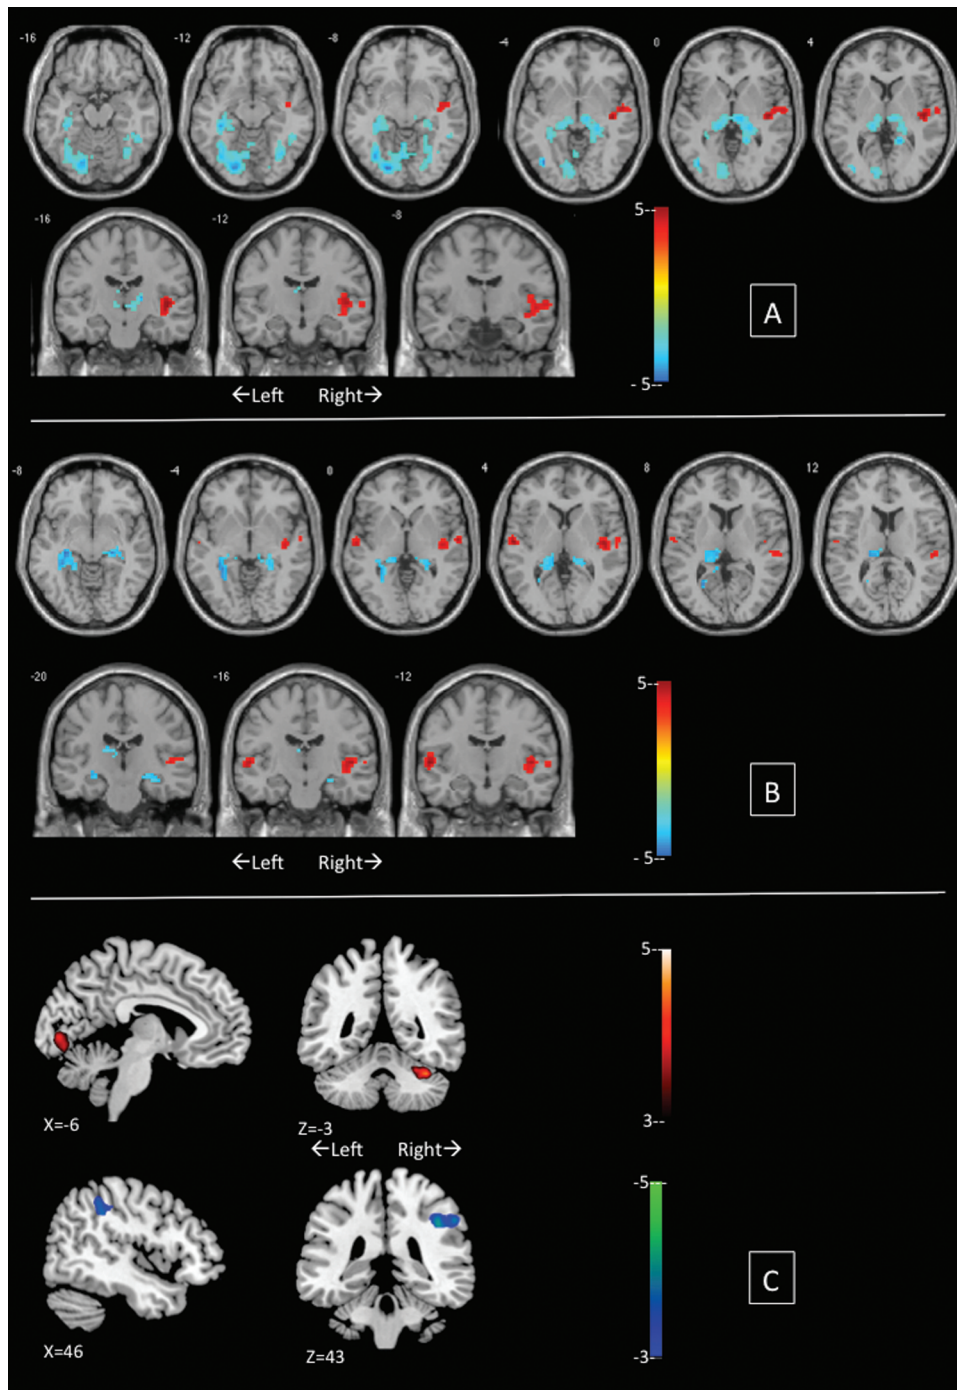 -16 -12 -8 -4 0 4
-16 -12 -8
5--
- 5--
A
←Left Right→
-8 -4 0 4 8 12
-20 -16 -12
5--
- 5--
B
←Left Right→
5--
3--
X=-6 Z=-3
←Left Right→
-5--
-3--
C
X=46 Z=43